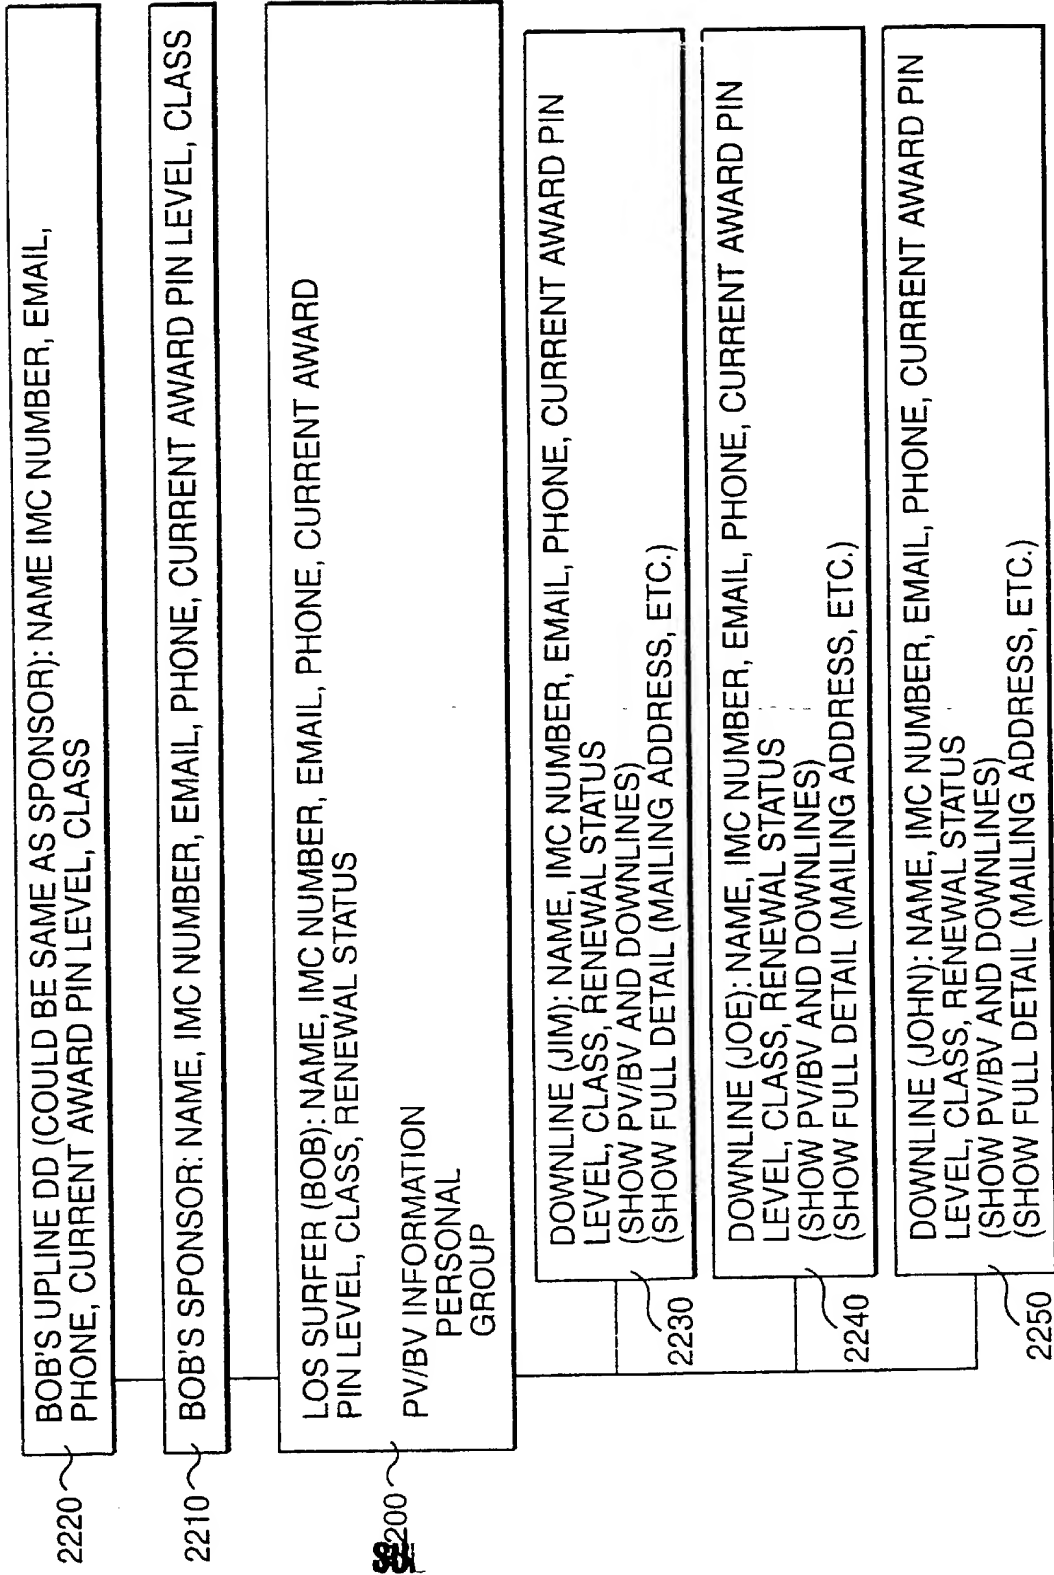 2220
BOB'S UPLINE DD (COULD BE SAME AS SPONSOR): NAME IMC NUMBER, EMAIL,
PHONE, CURRENT AWARD PIN LEVEL, CLASS
2210
BOB'S SPONSOR: NAME, IMC NUMBER, EMAIL, PHONE, CURRENT AWARD PIN LEVEL, CLASS
LOS SURFER (BOB): NAME, IMC NUMBER, EMAIL, PHONE, CURRENT AWARD
PIN LEVEL, CLASS, RENEWAL STATUS
PV/BV INFORMATION
PERSONAL
GROUP
DOWNLINE (JIM): NAME, IMC NUMBER, EMAIL, PHONE, CURRENT AWARD PIN
LEVEL, CLASS, RENEWAL STATUS
(SHOW PV/BV AND DOWNLINES)
(SHOW FULL DETAIL (MAILING ADDRESS, ETC.)
2230
DOWNLINE (JOE): NAME, IMC NUMBER, EMAIL, PHONE, CURRENT AWARD PIN
LEVEL, CLASS, RENEWAL STATUS
(SHOW PV/BV AND DOWNLINES)
(SHOW FULL DETAIL (MAILING ADDRESS, ETC.)
2240
DOWNLINE (JOHN): NAME, IMC NUMBER, EMAIL, PHONE, CURRENT AWARD PIN
LEVEL, CLASS, RENEWAL STATUS
(SHOW PV/BV AND DOWNLINES)
(SHOW FULL DETAIL (MAILING ADDRESS, ETC.)
2250